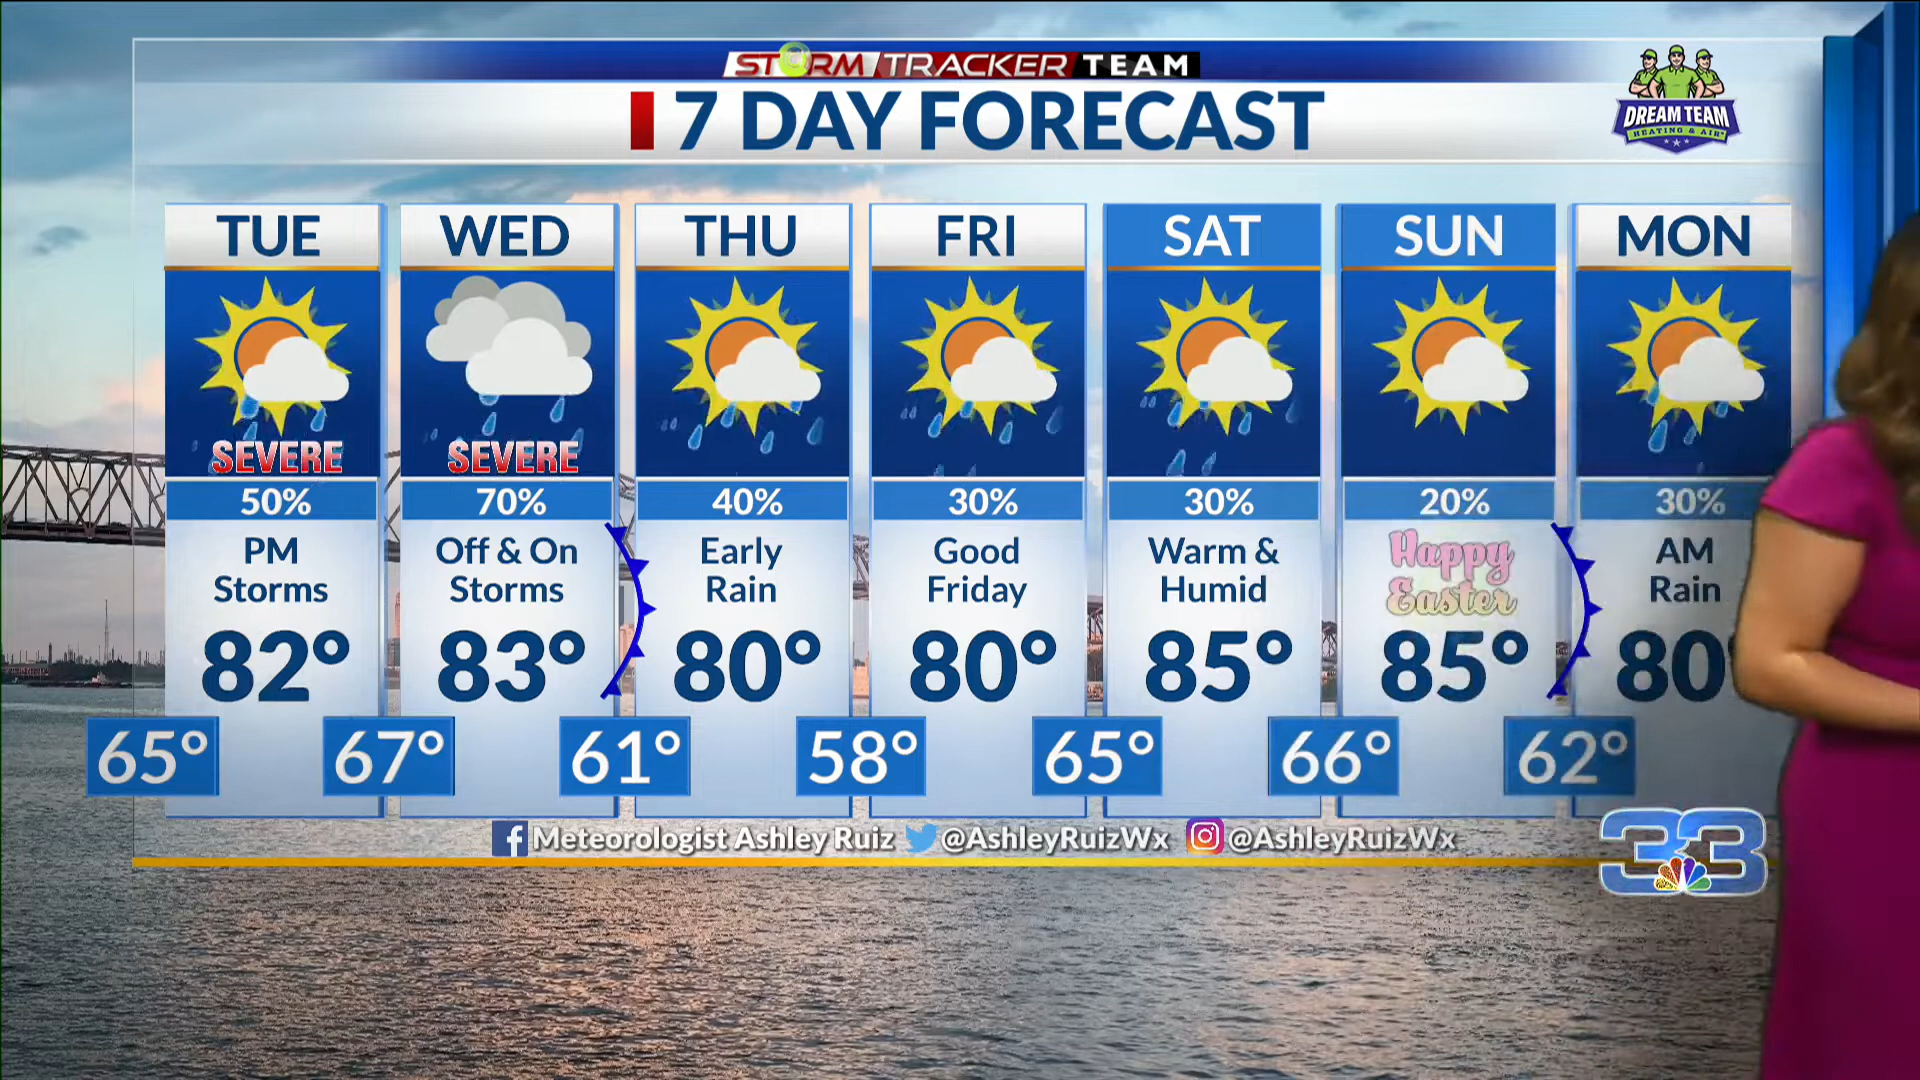 STORM TRACKER TEAM
7 DAY FORECAST
DREAM TEAM
HEATING & AIR
TUE WED THU FRI SAT SUN MON
SEVERE SEVERE
50% 70% 40% 30% 30% 20% 30%
PM Off & On Early Good Warm & Happy AM
Storms Storms Rain Friday Humid Easter Rain
82° 83° 80° 80° 85° 85° 80
65° 67° 61° 58° 65° 66° 62°
Meteorologist Ashley Ruiz @AshleyRuizWx @AshleyRuizWx
33